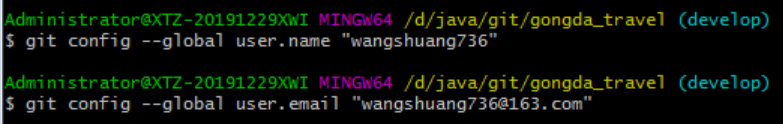 Administrator@XTZ-20191229XWI MINGW64 /d/java/git/gongda_travel (develop)
$ git config --global user.name "wangshuang736"
Administrator@XTZ-20191229XWI MINGW64 /d/java/git/gongda_travel (develop)
$ git config --global user.email "wangshuang736@163.com"